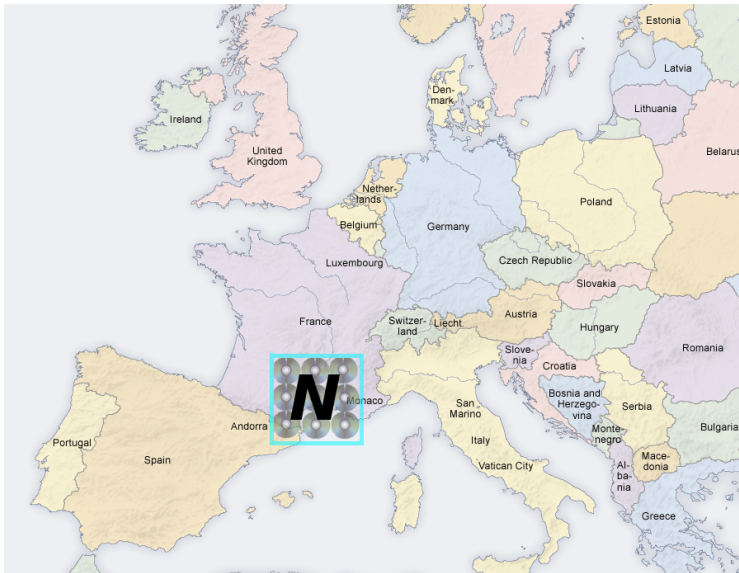 Estonia
Latvia
Den-
mark
Lithuania
Ireland
United
Kingdom
Belarus
Nether-
lands
Poland
Belgium
Germany
Luxembourg
Czech Republic
Slovakia
France
Switzer-
land
Liecht
Austria
Hungary
Slove-
nia
Romania
Croatia
Monaco
N
Bosnia and
Herzego-
vina
San
Marino
Serbia
Andorra
Portugal
Spain
Italy
Monte-
negro
Bulgaria
Vatican City
Mace-
donia
Al-
ba-
nia
Greece